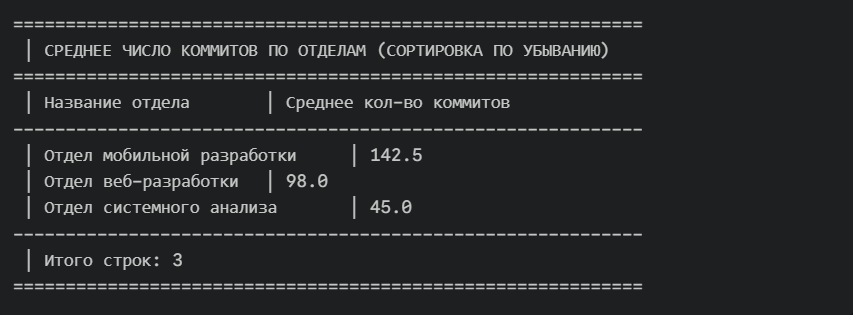 ============================================================
 | СРЕДНЕЕ ЧИСЛО КОММИТОВ ПО ОТДЕЛАМ (СОРТИРОВКА ПО УБЫВАНИЮ)
============================================================
 | Название отдела       | Среднее кол-во коммитов
------------------------------------------------------------
 | Отдел мобильной разработки     | 142.5
 | Отдел веб-разработки  | 98.0
 | Отдел системного анализа       | 45.0
------------------------------------------------------------
 | Итого строк: 3
============================================================